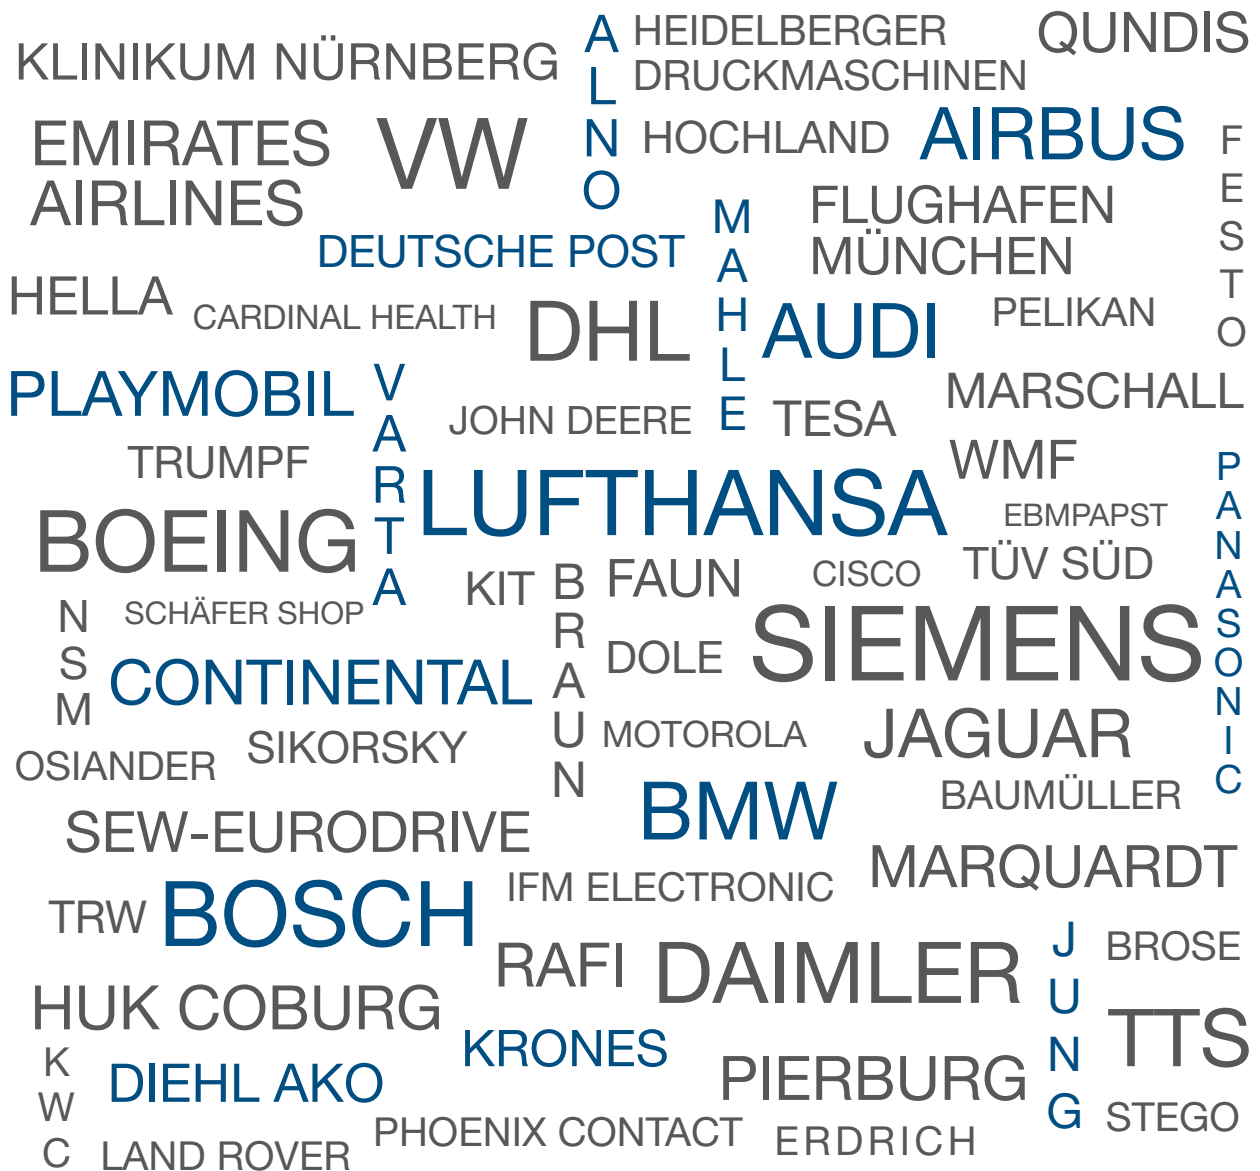 KLINIKUM NÜRNBERG
ALNO
HEIDELBERGER
DRUCKMASCHINEN
QUNDIS
EMIRATES
AIRLINES
VW
HOCHLAND
AIRBUS
FESTO
DEUTSCHE POST
MAHLE
FLUGHAFEN
MÜNCHEN
HELLA
CARDINAL HEALTH
DHL
AUDI
PELIKAN
PLAYMOBIL
VARTA
JOHN DEERE
TESA
MARSCHALL
TRUMPF
LUFTHANSA
WMF
PANASONIC
BOEING
EBMPAPST
KIT
BRAUN
FAUN
CISCO
TÜV SÜD
NSM
SCHÄFER SHOP
DOLE
SIEMENS
CONTINENTAL
OSIANDER
SIKORSKY
MOTOROLA
JAGUAR
SEW-EURODRIVE
BMW
BAUMÜLLER
TRW
BOSCH
IFM ELECTRONIC
MARQUARDT
RAFI
DAIMLER
JUNG
BROSE
HUK COBURG
KRONES
TTS
KWC
DIEHL AKO
PIERBURG
STEGO
LAND ROVER
PHOENIX CONTACT
ERDRICH